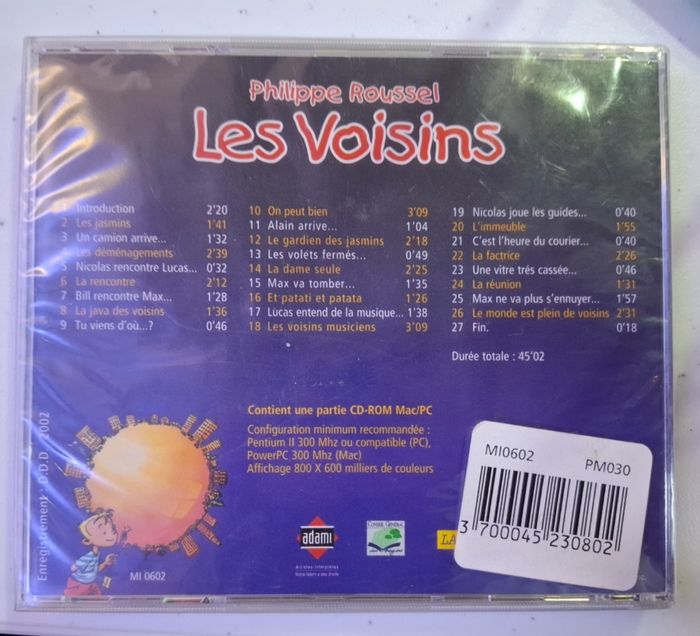 Philippe Roussel
Les Voisins
1 Introduction 2'20
2 Les jasmins 1'41
3 Un camion arrive... 1'32
4 Les déménagements 2'39
5 Nicolas rencontre Lucas... 0'32
6 La rencontre 2'12
7 Bill rencontre Max... 1'28
8 La java des voisins 1'36
9 Tu viens d'où...? 0'46
10 On peut bien 3'09
11 Alain arrive... 1'04
12 Le gardien des jasmins 2'18
13 Les voléts fermés... 0'49
14 La dame seule 2'25
15 Max va tomber... 1'35
16 Et patati et patata 1'26
17 Lucas entend de la musique... 1'38
18 Les voisins musiciens 3'09
19 Nicolas joue les guides... 0'40
20 L'immeuble 1'55
21 C'est l'heure du courier... 0'40
22 La factrice 2'26
23 Une vitre très cassée... 0'46
24 La réunion 1'31
25 Max ne va plus s'ennuyer... 1'57
26 Le monde est plein de voisins 2'31
27 Fin. 0'18
Durée totale : 45'02
Contient une partie CD-ROM Mac/PC
Configuration minimum recommandée :
Pentium II 300 Mhz ou compatible (PC),
PowerPC 300 Mhz (Mac)
Affichage 800 X 600 milliers de couleurs
Enregistrement D.D.D. 2002
MI 0602
adami
Artistes-Interprètes
CONSEIL GÉNÉRAL
LA
MI0602 PM030
3 700045 230802